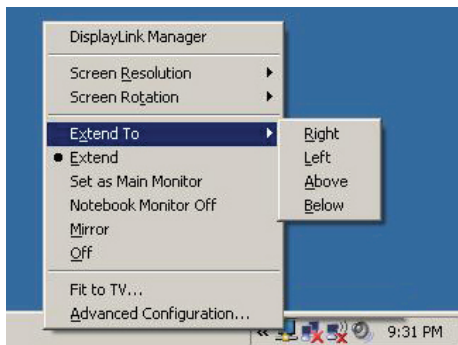 DisplayLink Manager
Screen Resolution
Screen Rotation
Extend To
Extend
Set as Main Monitor
Notebook Monitor Off
Mirror
Off
Fit to TV...
Advanced Configuration...
Right
Left
Above
Below
9:31 PM